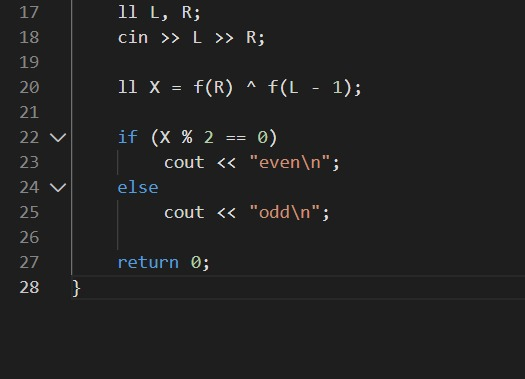 17 ll L, R;
18 cin >> L >> R;
19
20 ll X = f(R) ^ f(L - 1);
21
22 if (X % 2 == 0)
23 cout << "even\n";
24 else
25 cout << "odd\n";
26
27 return 0;
28 }